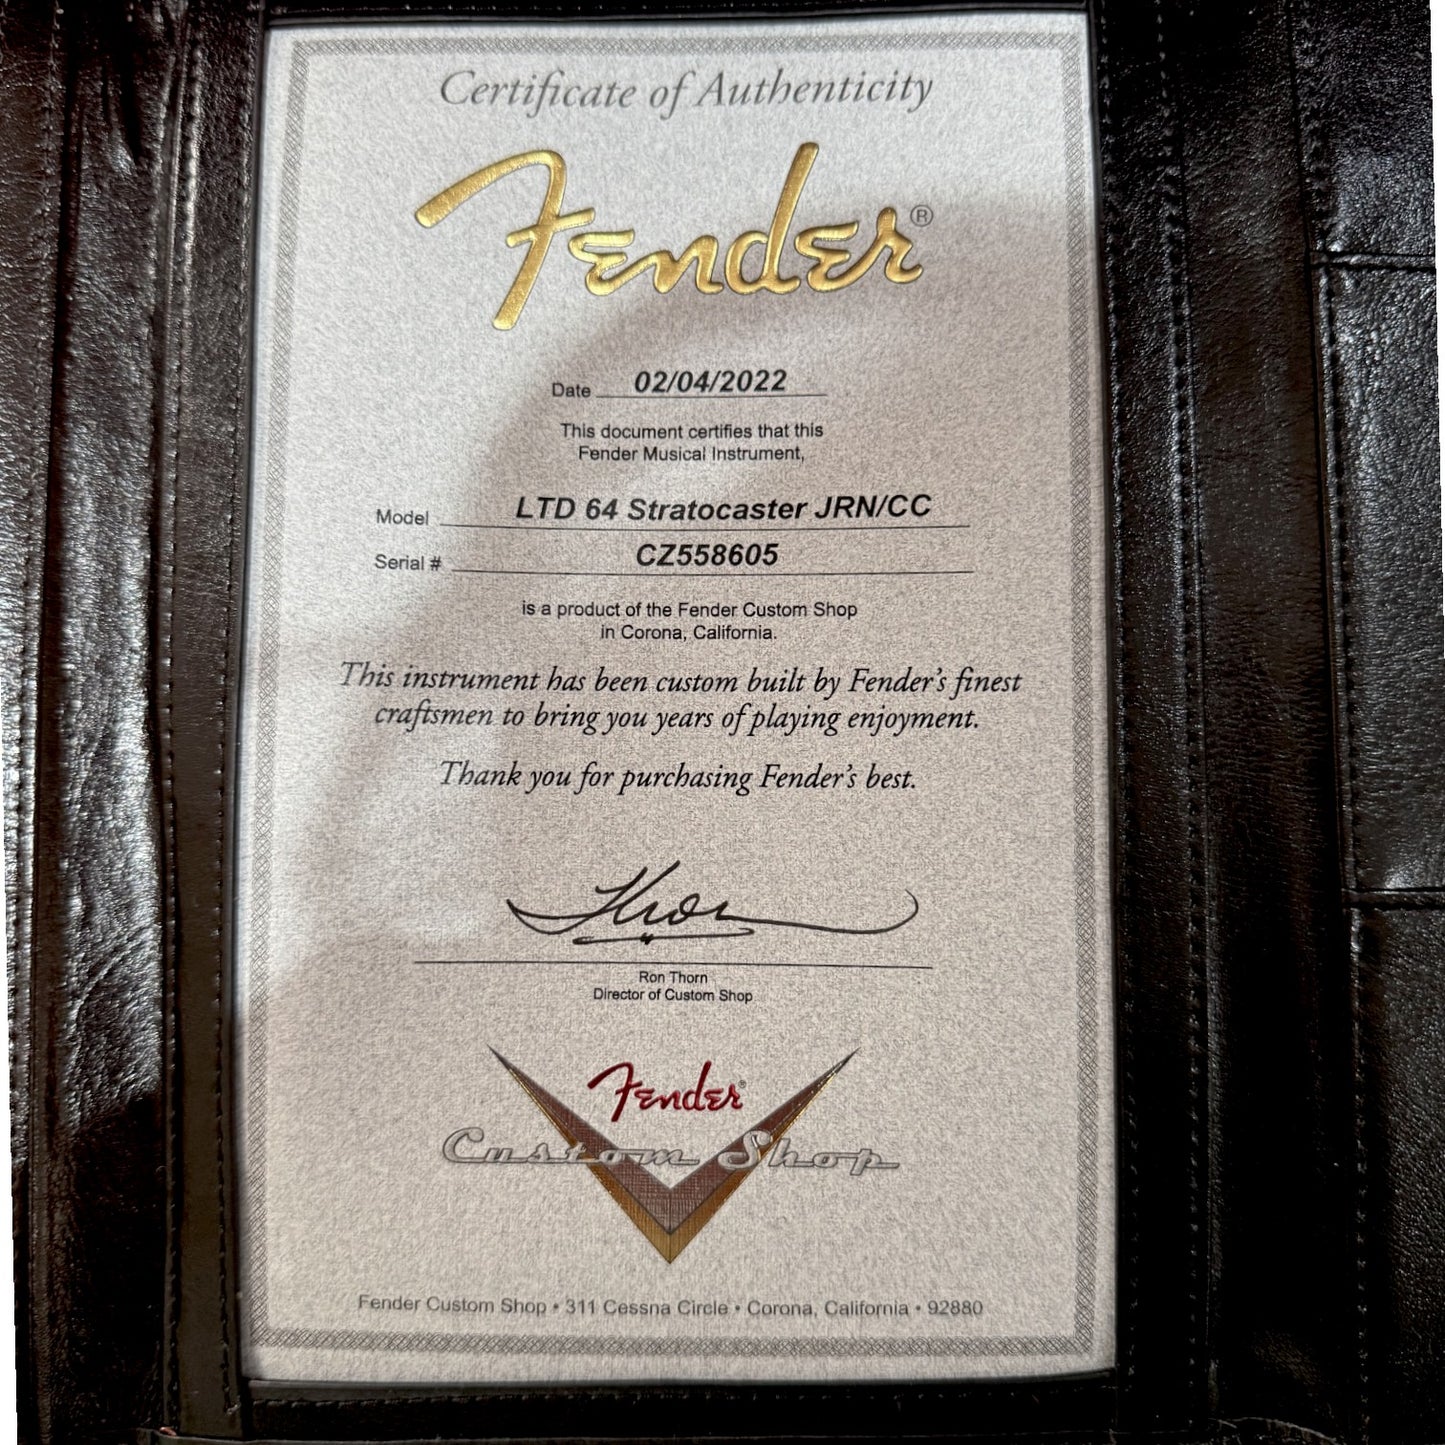 Certificate of Authenticity
Fender®
Date 02/04/2022
This document certifies that this
Fender Musical Instrument,
Model LTD 64 Stratocaster JRN/CC
Serial # CZ558605
is a product of the Fender Custom Shop
in Corona, California.
This instrument has been custom built by Fender's finest
craftsmen to bring you years of playing enjoyment.
Thank you for purchasing Fender's best.
Ron Thorn
Director of Custom Shop
Fender®
Custom Shop
Fender Custom Shop • 311 Cessna Circle • Corona, California • 92880